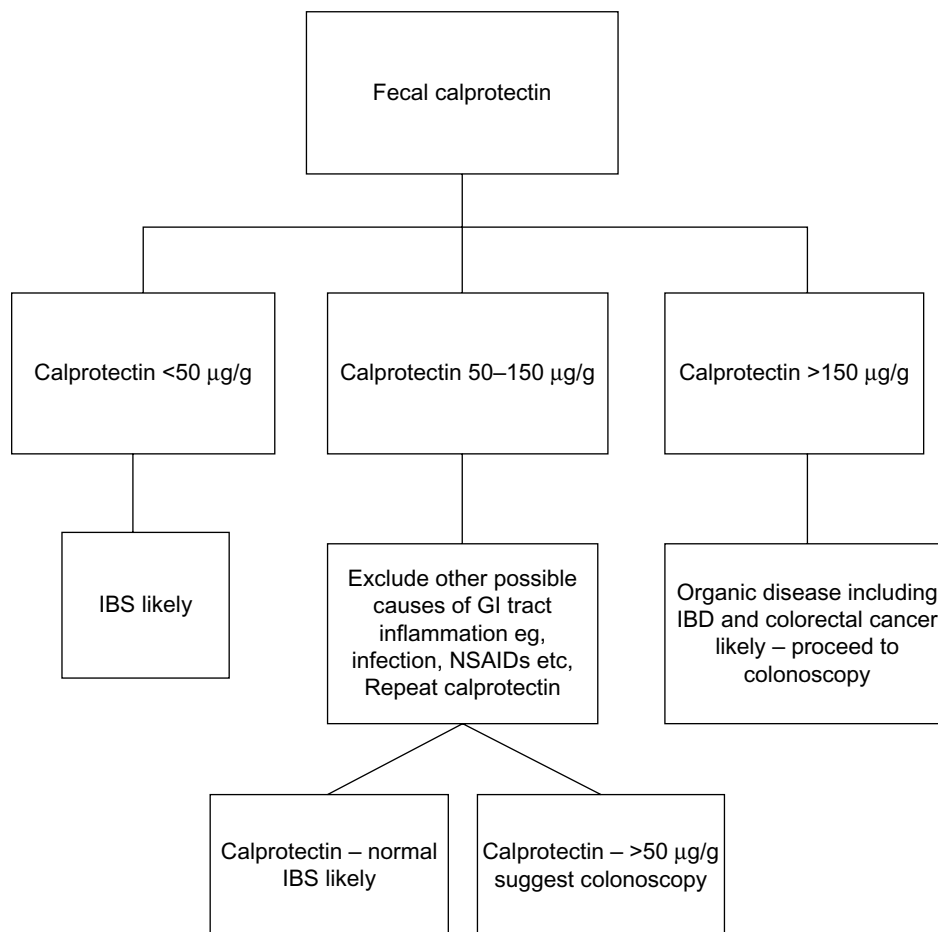 Fecal calprotectin
Calprotectin <50 μg/g
Calprotectin 50–150 μg/g
Calprotectin >150 μg/g
IBS likely
Exclude other possible
causes of GI tract
inflammation eg,
infection, NSAIDs etc,
Repeat calprotectin
Organic disease including
IBD and colorectal cancer
likely – proceed to
colonoscopy
Calprotectin – normal
IBS likely
Calprotectin – >50 μg/g
suggest colonoscopy